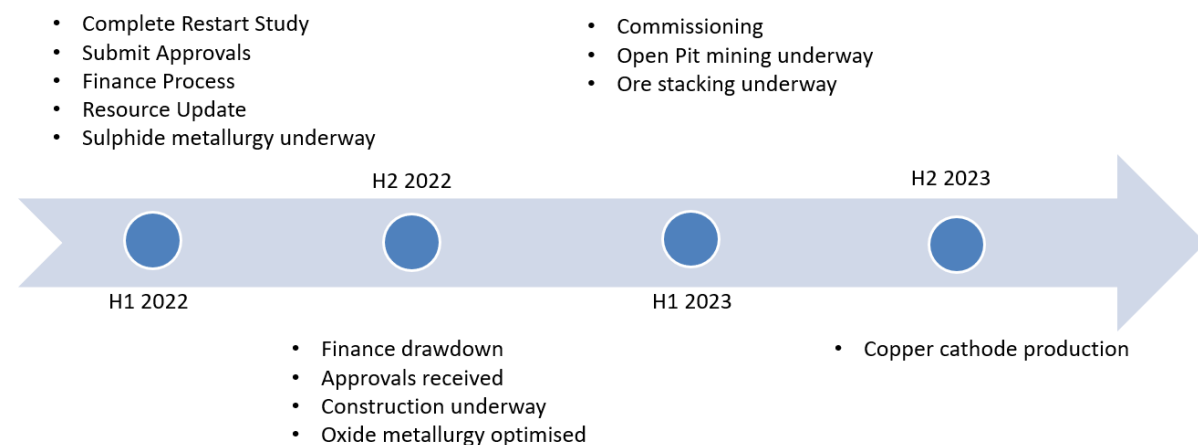 • Complete Restart Study
• Submit Approvals
• Finance Process
• Resource Update
• Sulphide metallurgy underway
• Commissioning
• Open Pit mining underway
• Ore stacking underway
H2 2022
H2 2023
H1 2022
H1 2023
• Finance drawdown
• Approvals received
• Construction underway
• Oxide metallurgy optimised
• Copper cathode production